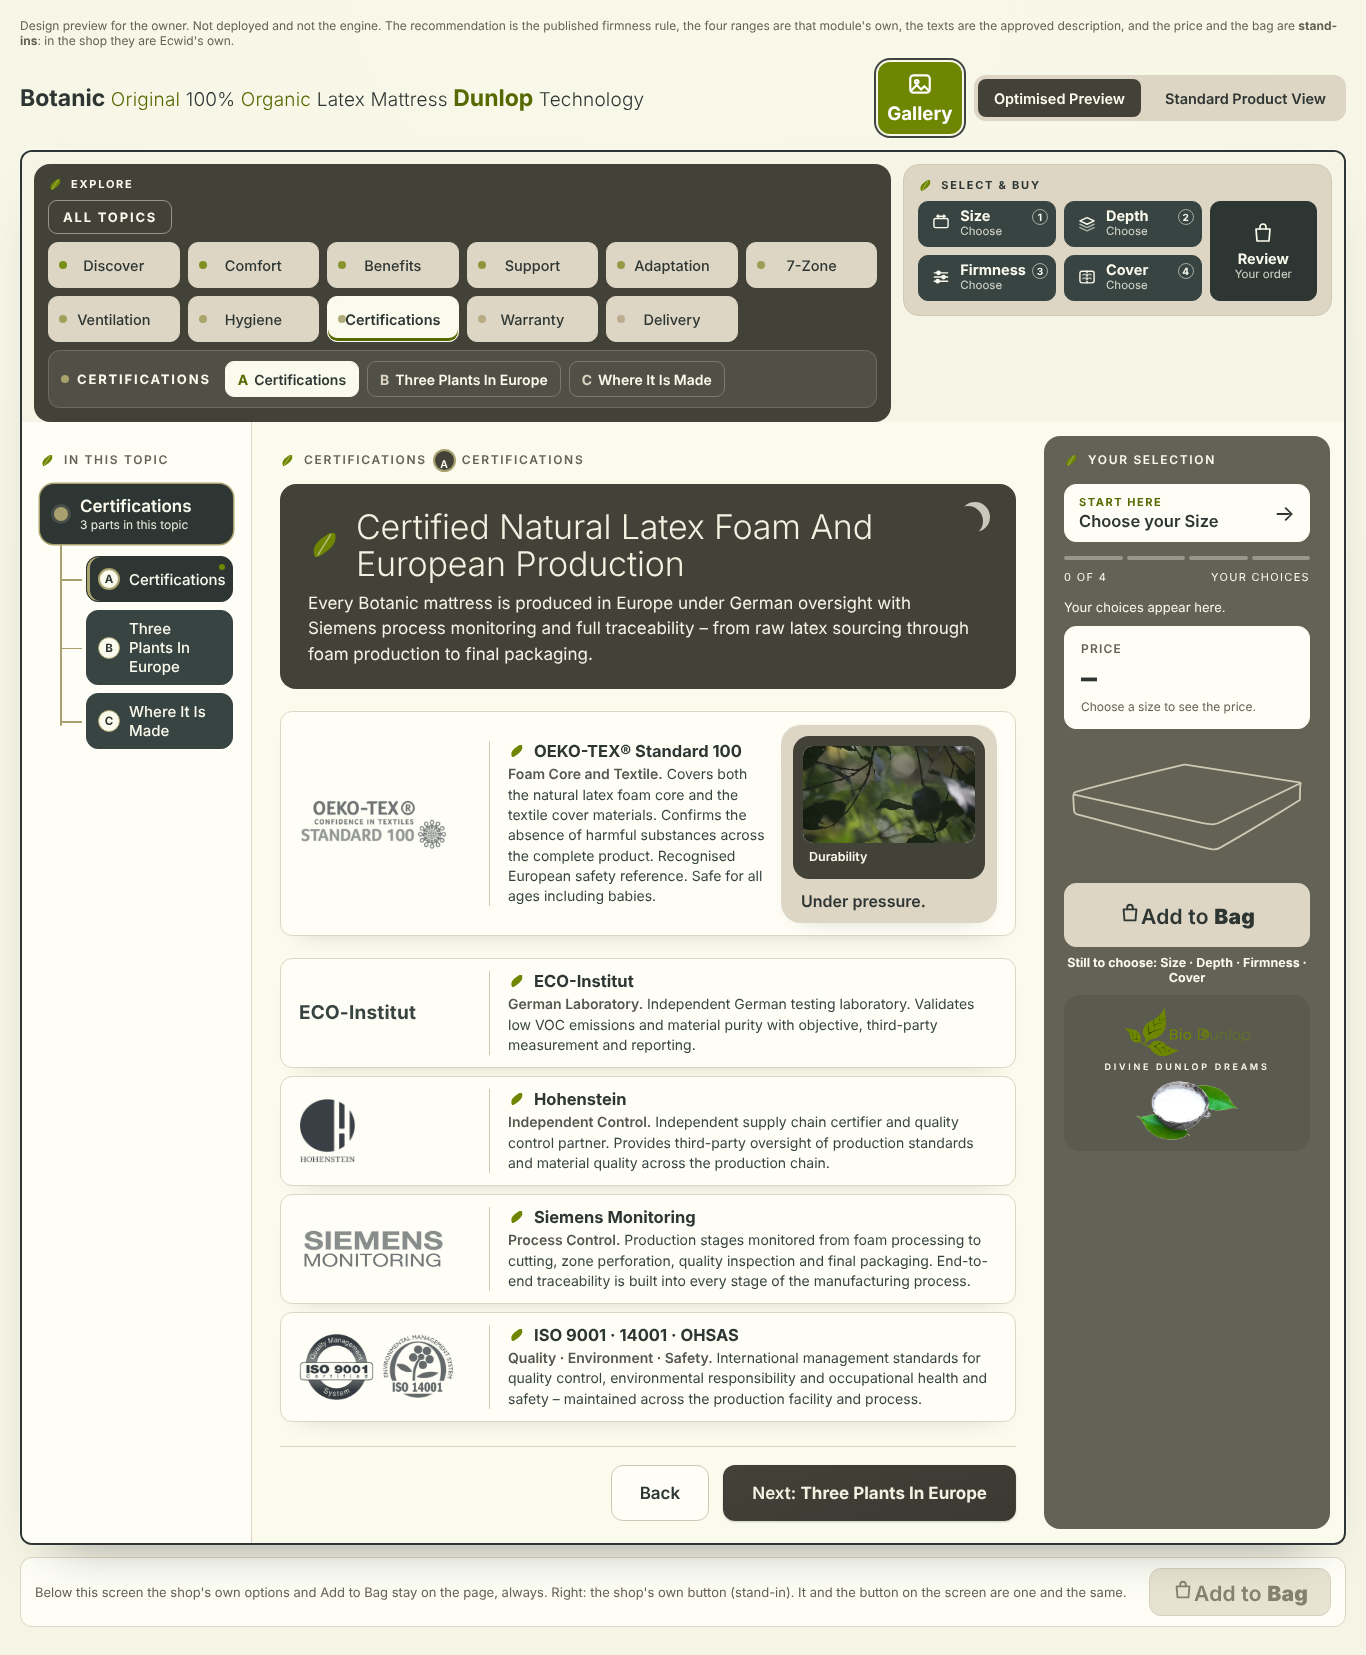 Design preview for the owner. Not deployed and not the engine. The recommendation is the published firmness rule, the four ranges are that module's own, the texts are the approved description, and the price and the bag are stand-
ins: in the shop they are Ecwid's own.
Botanic Original 100% Organic Latex Mattress Dunlop Technology
Gallery
Optimised Preview
Standard Product View
EXPLORE
ALL TOPICS
Discover
Comfort
Benefits
Support
Adaptation
7-Zone
Ventilation
Hygiene
Certifications
Warranty
Delivery
CERTIFICATIONS
A Certifications
B Three Plants In Europe
C Where It Is Made
SELECT & BUY
Size 1
Choose
Depth 2
Choose
Firmness 3
Choose
Cover 4
Choose
Review
Your order
IN THIS TOPIC
Certifications
3 parts in this topic
A Certifications
B Three
Plants In
Europe
C Where It Is
Made
CERTIFICATIONS A CERTIFICATIONS
Certified Natural Latex Foam And
European Production
Every Botanic mattress is produced in Europe under German oversight with
Siemens process monitoring and full traceability – from raw latex sourcing through
foam production to final packaging.
OEKO-TEX®
CONFIDENCE IN TEXTILES
STANDARD 100
OEKO-TEX® Standard 100
Foam Core and Textile. Covers both
the natural latex foam core and the
textile cover materials. Confirms the
absence of harmful substances across
the complete product. Recognised
European safety reference. Safe for all
ages including babies.
Durability
Under pressure.
ECO-Institut
ECO-Institut
German Laboratory. Independent German testing laboratory. Validates
low VOC emissions and material purity with objective, third-party
measurement and reporting.
HOHENSTEIN
Hohenstein
Independent Control. Independent supply chain certifier and quality
control partner. Provides third-party oversight of production standards
and material quality across the production chain.
SIEMENS
MONITORING
Siemens Monitoring
Process Control. Production stages monitored from foam processing to
cutting, zone perforation, quality inspection and final packaging. End-to-
end traceability is built into every stage of the manufacturing process.
Quality Management
ISO 9001
Certified
System
ENVIRONMENTAL MANAGEMENT SYSTEM
ISO 14001
ISO 9001 · 14001 · OHSAS
Quality · Environment · Safety. International management standards for
quality control, environmental responsibility and occupational health and
safety – maintained across the production facility and process.
Back
Next: Three Plants In Europe
YOUR SELECTION
START HERE
Choose your Size
0 OF 4
YOUR CHOICES
Your choices appear here.
PRICE
–
Choose a size to see the price.
Add to Bag
Still to choose: Size · Depth · Firmness ·
Cover
Bio Dunlop
DIVINE DUNLOP DREAMS
Below this screen the shop's own options and Add to Bag stay on the page, always. Right: the shop's own button (stand-in). It and the button on the screen are one and the same.
Add to Bag